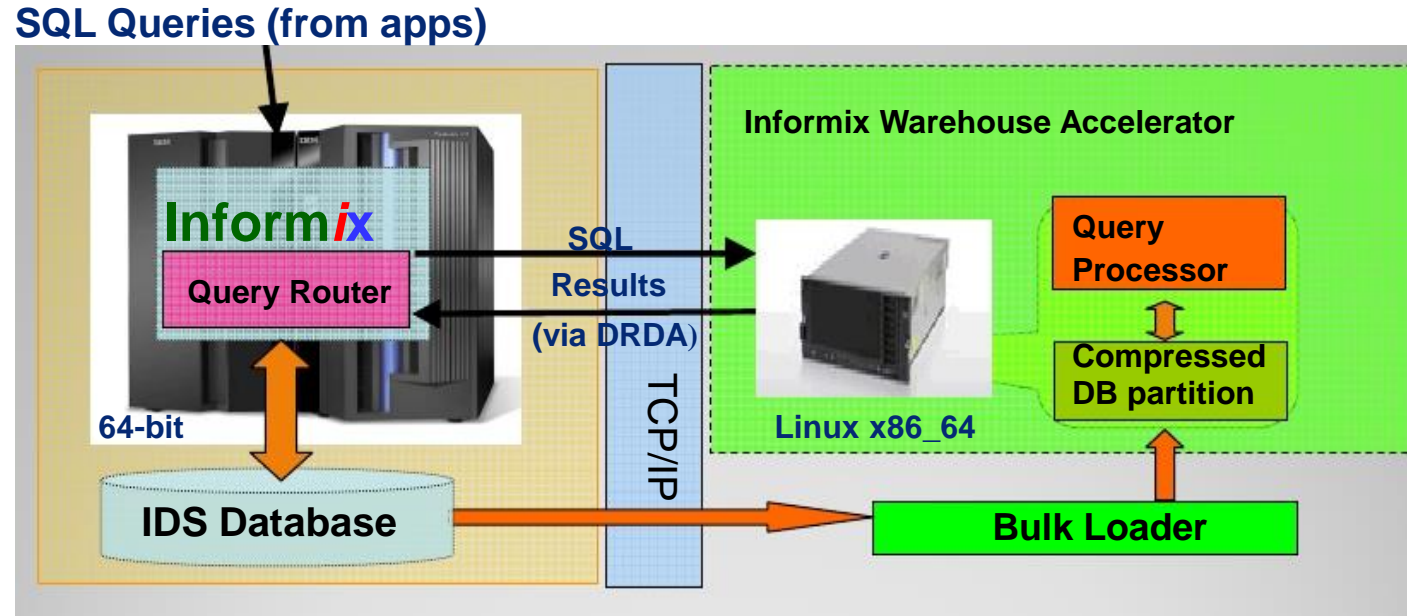 SQL Queries (from apps)
Informix
Query Router
64-bit
IDS Database
SQL
Results
(via DRDA)
TCP/IP
Informix Warehouse Accelerator
Query
Processor
Compressed
DB partition
Linux x86_64
Bulk Loader